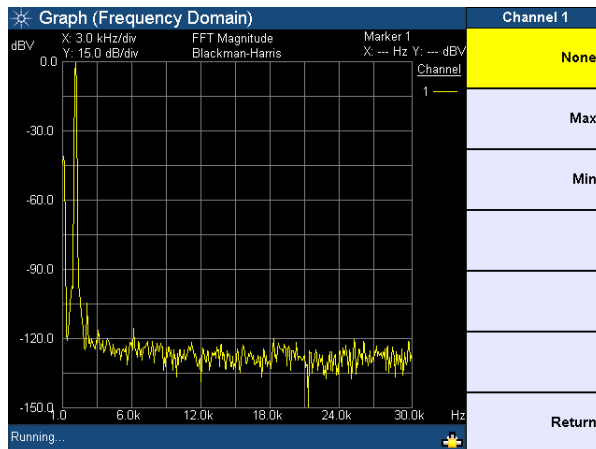 Graph (Frequency Domain)
Channel 1
dBV
X: 3.0 kHz/div
FFT Magnitude
Marker 1
Y: 15.0 dB/div
Blackman-Harris
X: --- Hz Y: --- dBV
Channel
1
0.0
-30.0
-60.0
-90.0
-120.0
-150.0
1.0
6.0k
12.0k
18.0k
24.0k
30.0k
Hz
Running...
None
Max
Min
Return